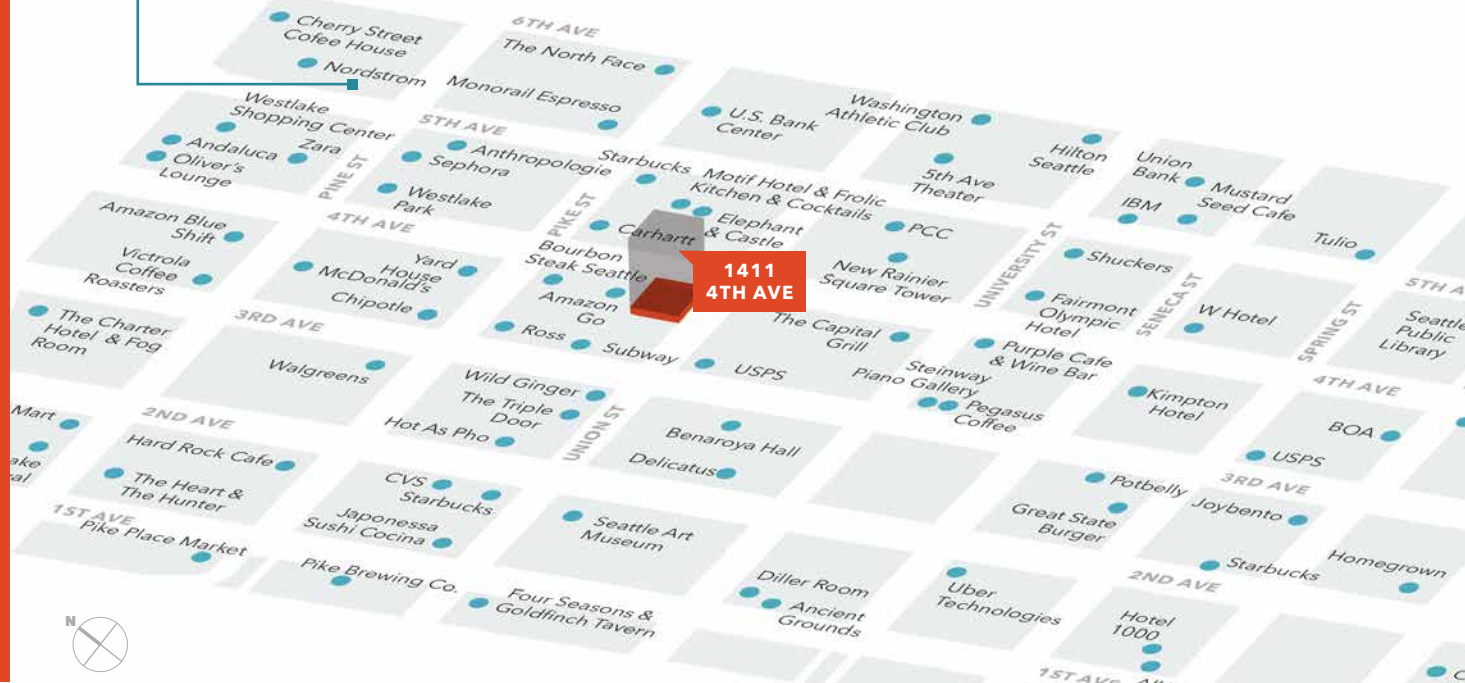 Cherry Street
Cofee House
Nordstrom
6TH AVE
The North Face
Monorail Espresso
Westlake
Shopping Center
Andaluca
Zara
Oliver's
Lounge
PINE ST
5TH AVE
Anthropologie
Sephora
Westlake
Park
4TH AVE
PIKE ST
Starbucks
Motif Hotel & Frolic
Kitchen & Cocktails
Elephant
& Castle
Carhartt
U.S. Bank
Center
Washington
Athletic Club
5th Ave
Theater
Hilton
Seattle
Union
Bank
Mustard
Seed Cafe
IBM
Tulio
Amazon Blue
Shift
Victrola
Coffee
Roasters
Yard
House
McDonald's
Chipotle
Bourbon
Steak Seattle
Amazon
Go
Ross
Subway
1411
4TH AVE
PCC
New Rainier
Square Tower
UNIVERSITY ST
Shuckers
Fairmont
Olympic
Hotel
SENECA ST
W Hotel
SPRING ST
5TH A
Seattle
Public
Library
The Charter
Hotel & Fog
Room
3RD AVE
Walgreens
Wild Ginger
The Triple
Door
Hot As Pho
UNION ST
USPS
The Capital
Grill
Steinway
Piano Gallery
Purple Cafe
& Wine Bar
Pegasus
Coffee
Kimpton
Hotel
4TH AVE
BOA
USPS
Mart
ake
al
2ND AVE
Hard Rock Cafe
The Heart &
The Hunter
CVS
Starbucks
Japonessa
Sushi Cocina
Benaroya Hall
Delicatus
Seattle Art
Museum
Potbelly
Great State
Burger
3RD AVE
Joybento
Starbucks
Homegrown
1ST AVE
Pike Place Market
Pike Brewing Co.
Four Seasons &
Goldfinch Tavern
Diller Room
Ancient
Grounds
Uber
Technologies
2ND AVE
Hotel
1000
1ST AVE
N